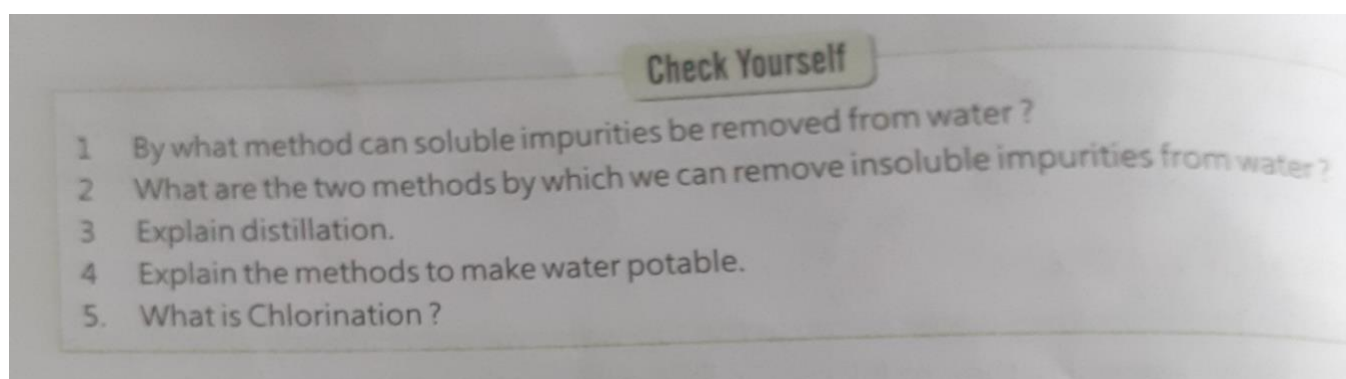 Check Yourself
1 By what method can soluble impurities be removed from water ?
2 What are the two methods by which we can remove insoluble impurities from water ?
3 Explain distillation.
4 Explain the methods to make water potable.
5. What is Chlorination ?